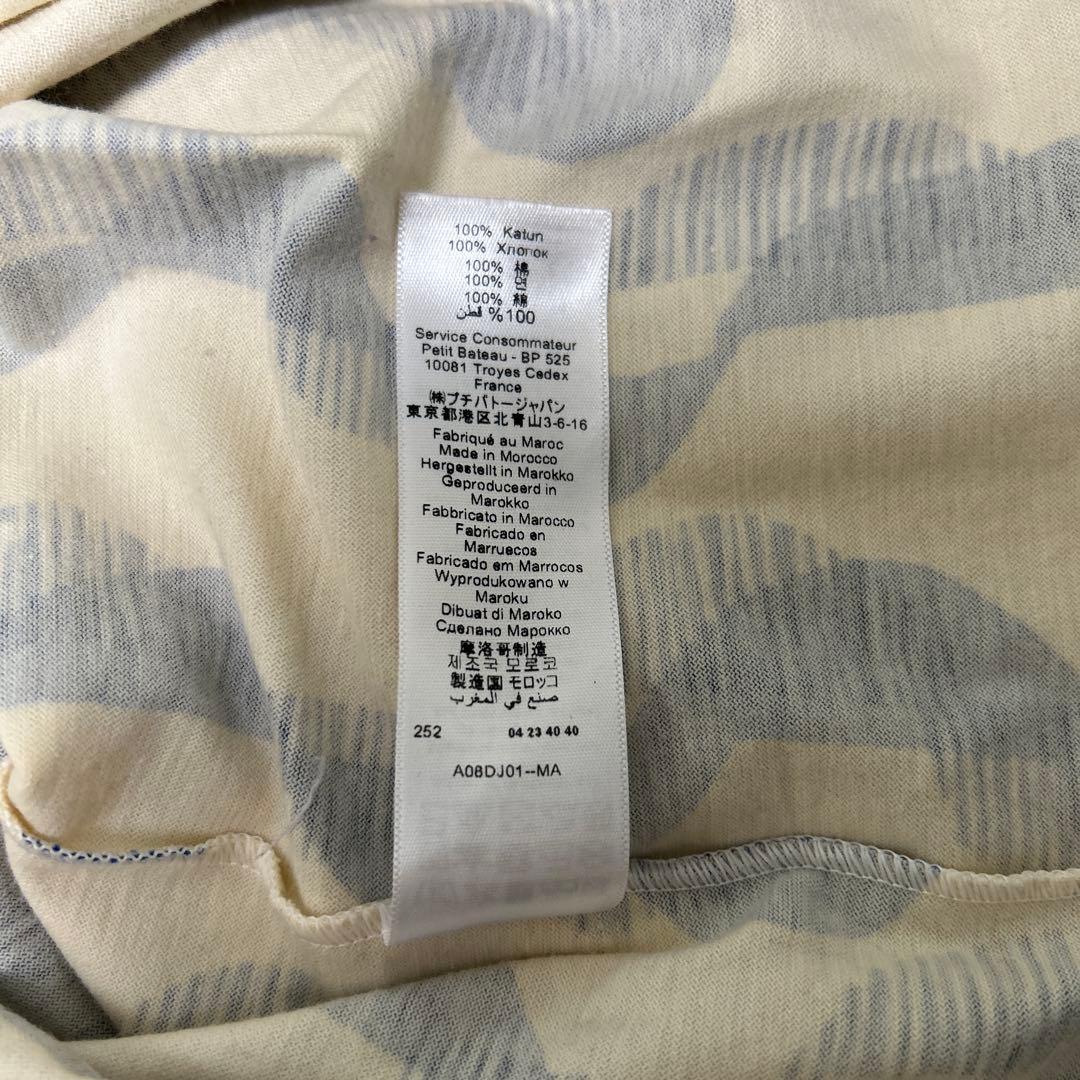 100% Katun
100% Хлопок
100% 棉
100% 면
100% 綿
100% قطن
Service Consommateur
Petit Bateau - BP 525
10081 Troyes Cedex
France
㈱プチバトージャパン
東京都港区北青山3-6-16
Fabriqué au Maroc
Made in Morocco
Hergestellt in Marokko
Geproduceerd in
Marokko
Fabbricato in Marocco
Fabricado en
Marruecos
Fabricado em Marrocos
Wyprodukowano w
Maroku
Dibuat di Maroko
Сделано Марокко
摩洛哥制造
제조국 모로코
製造国 モロッコ
صنع في المغرب
252 04 23 40 40
A08DJ01--MA